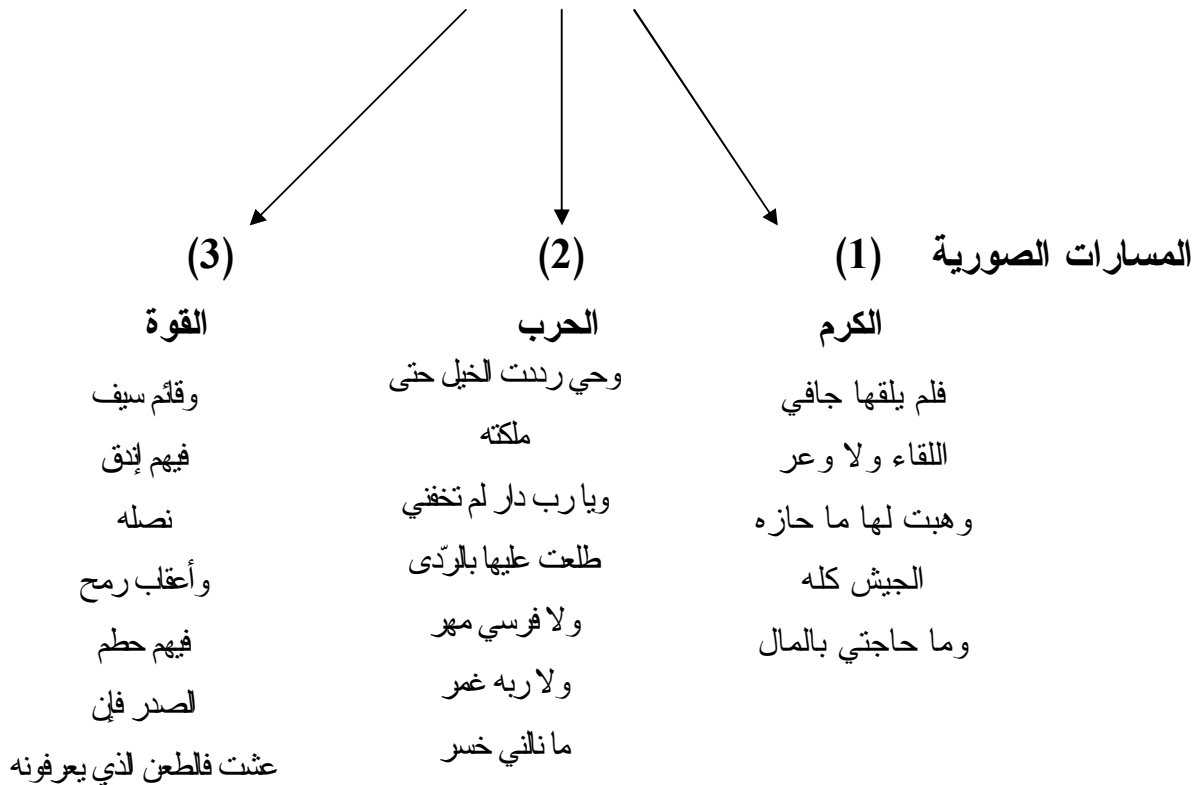 المسارات الصورية (1) (2) (3)
الكرم
فلم يلقها جافي
اللقاء ولا وعر
وهبت لها ما حازه
الجيش كله
وما حاجتي بالمال
الحرب
وحي رددت الخيل حتى
ملكته
ويا رب دار لم تخفني
طلعت عليها بالرّدى
ولا فرسي مهر
ولا ربه غمر
ما نالني خسر
القوة
وقائم سيف
فيهم إندق
نصله
وأعقاب رمح
فيهم حطم
الصدر فإن
عشت فالطعن الذي يعرفونه